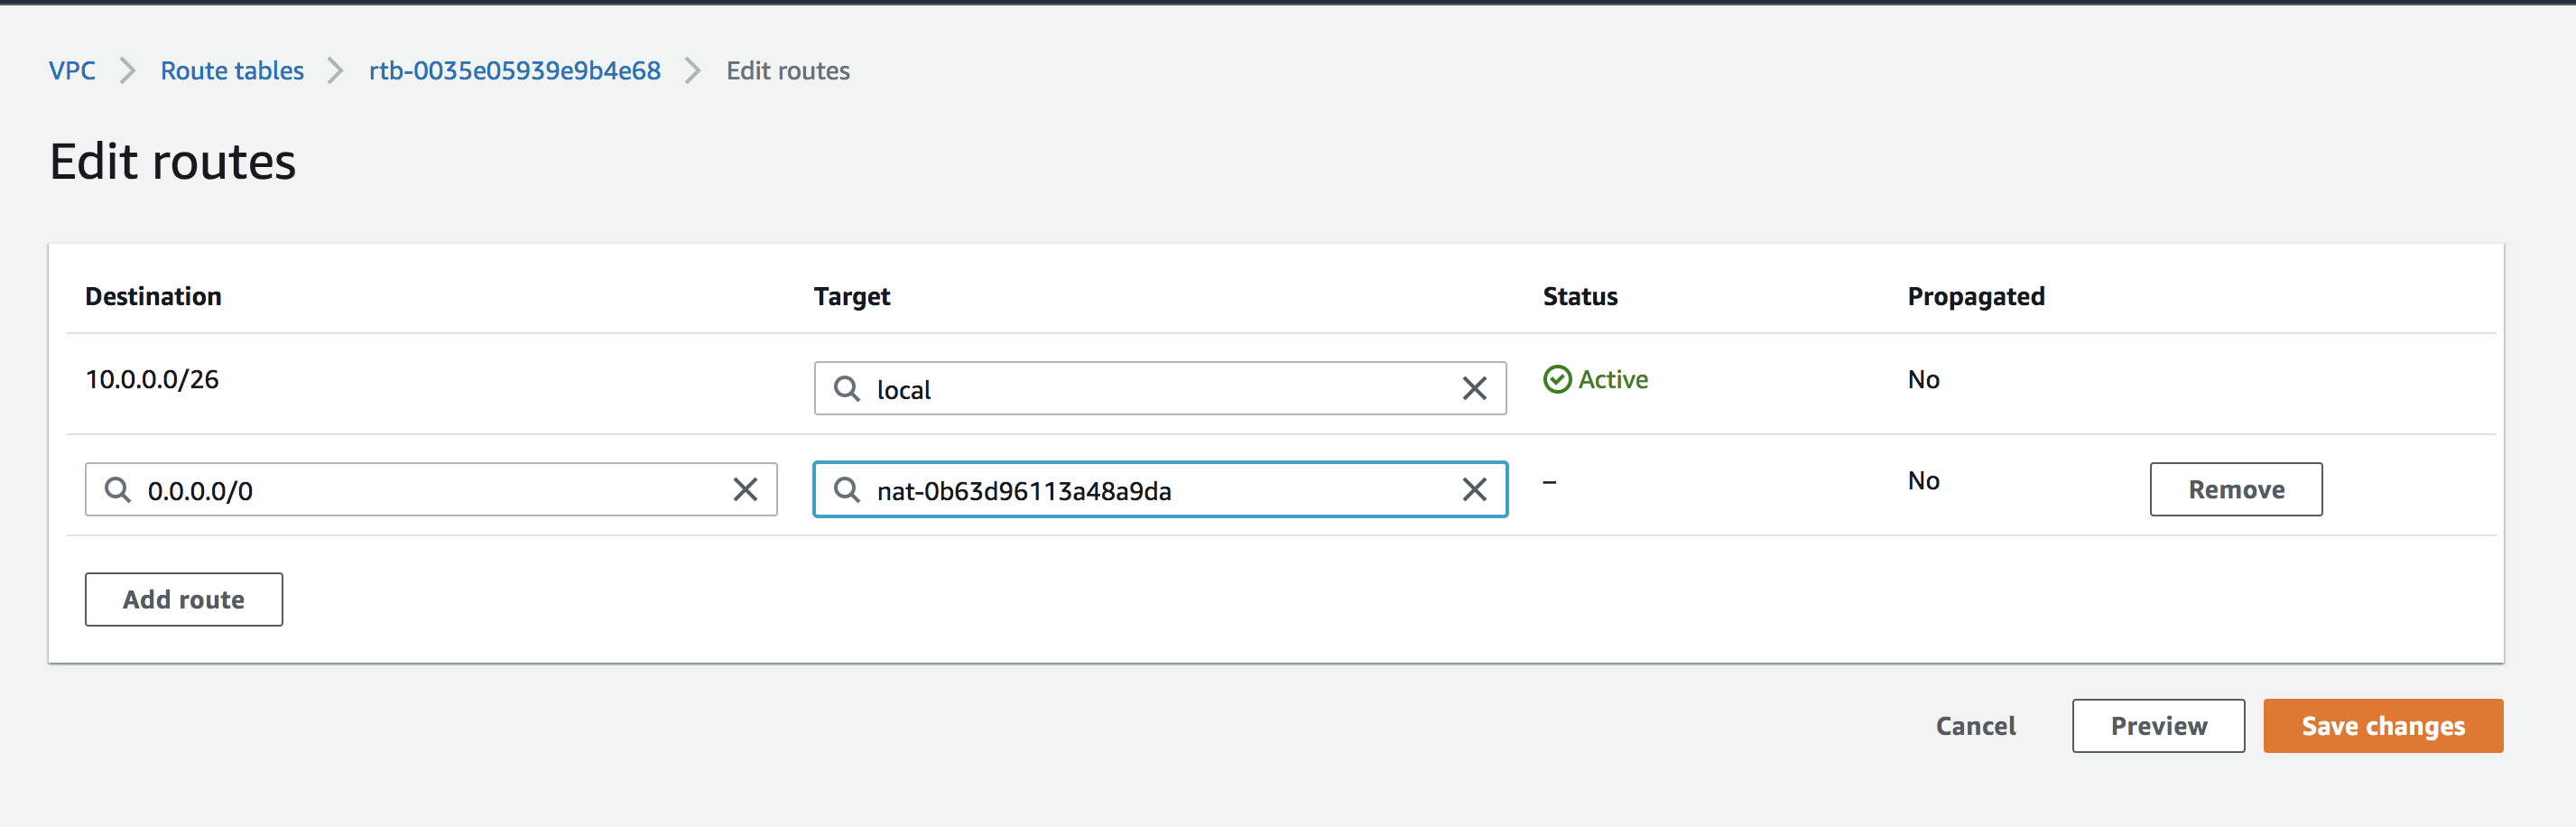 VPC > Route tables > rtb-0035e05939e9b4e68 > Edit routes
Edit routes
Destination Target Status Propagated
10.0.0.0/26 local Active No
0.0.0.0/0 nat-0b63d96113a48a9da – No Remove
Add route
Cancel Preview Save changes